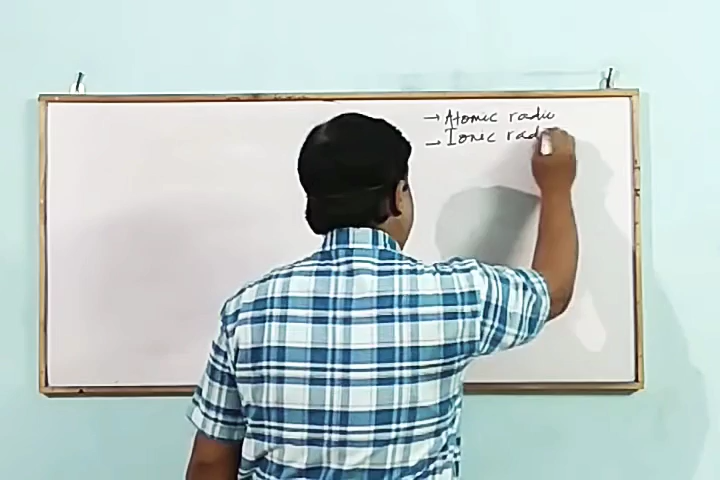 → Atomic radii
→ Ionic rad